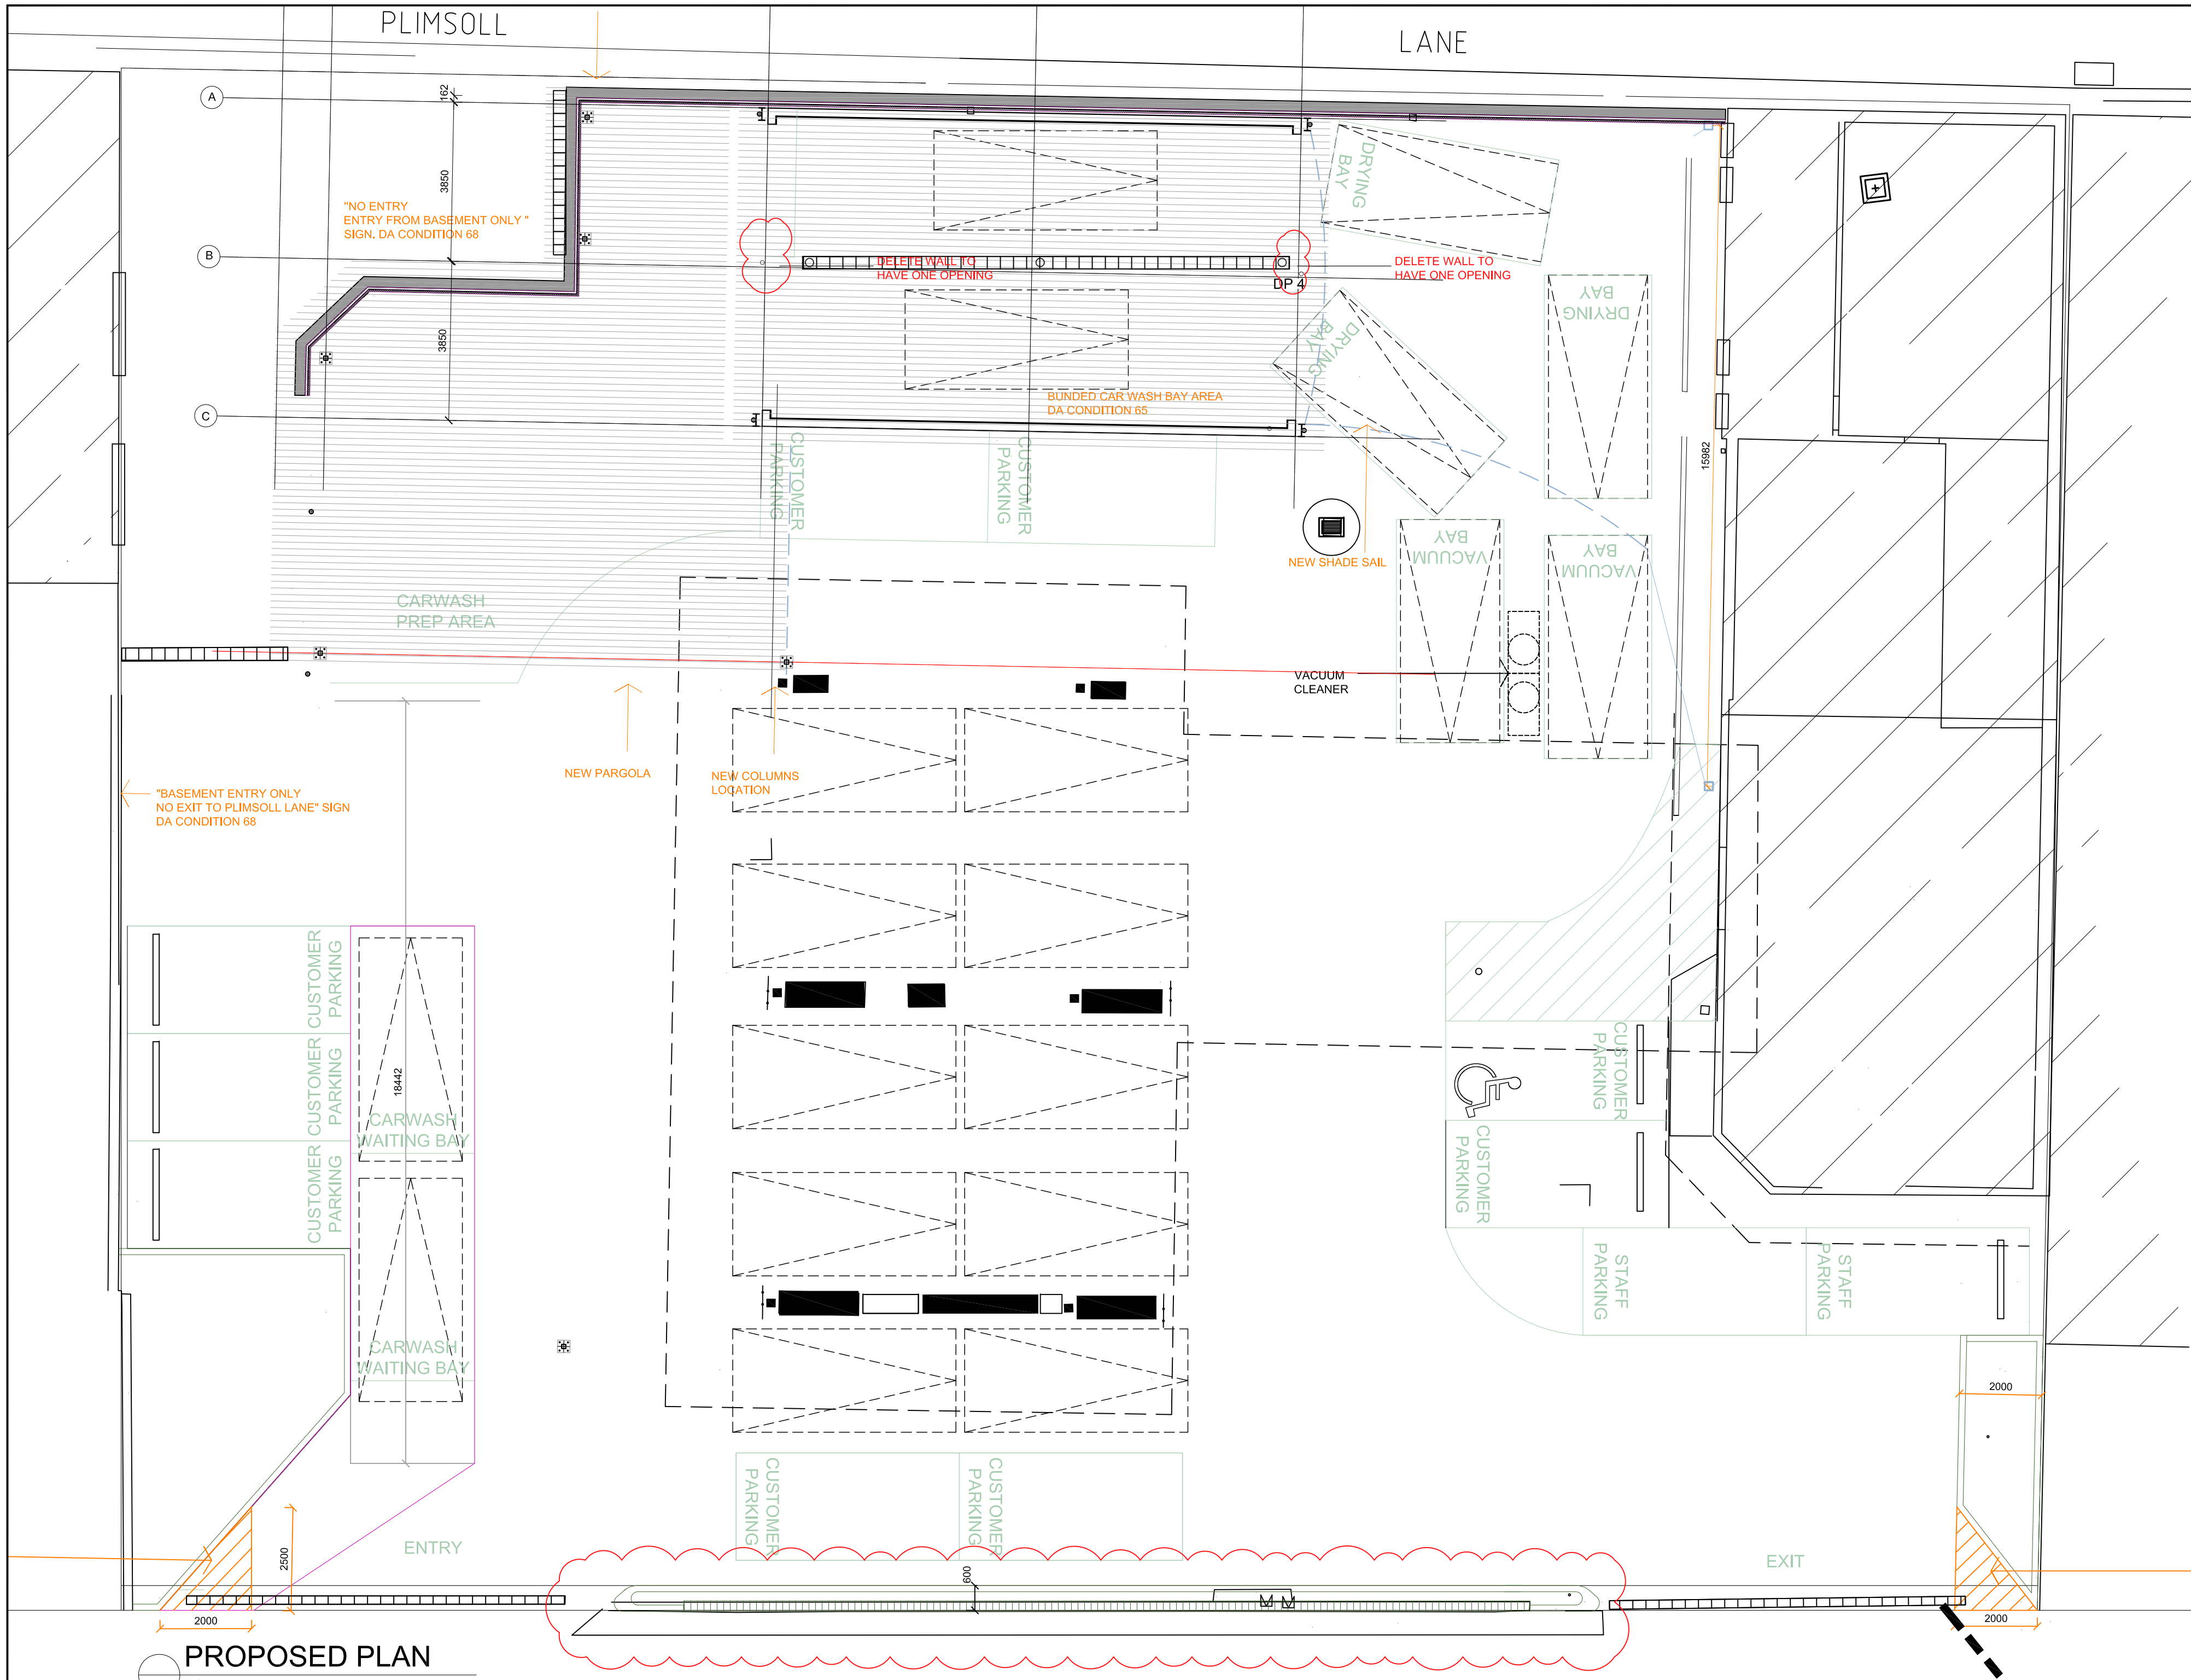 PLIMSOLL
LANE
A
162
3850
"NO ENTRY
ENTRY FROM BASEMENT ONLY "
SIGN. DA CONDITION 68
DRYING
BAY
B
DELETE WALL TO
HAVE ONE OPENING
DELETE WALL TO
HAVE ONE OPENING
DP 4
DRYING
BAY
3850
DRYING
BAY
BUNDED CAR WASH BAY AREA
DA CONDITION 65
C
CUSTOMER
PARKING
CUSTOMER
PARKING
15982
NEW SHADE SAIL
VACUUM
BAY
VACUUM
BAY
CARWASH
PREP AREA
VACUUM
CLEANER
NEW PARGOLA
NEW COLUMNS
LOCATION
"BASEMENT ENTRY ONLY
NO EXIT TO PLIMSOLL LANE" SIGN
DA CONDITION 68
CUSTOMER
PARKING
CUSTOMER
PARKING
CUSTOMER
PARKING
18442
CARWASH
WAITING BAY
CARWASH
WAITING BAY
CUSTOMER
PARKING
CUSTOMER
PARKING
STAFF
PARKING
STAFF
PARKING
2000
CUSTOMER
PARKING
CUSTOMER
PARKING
ENTRY
EXIT
2500
600
M M
2000
2000
PROPOSED PLAN